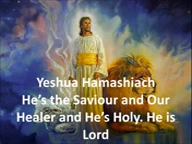 Yeshua Hamashiach
He's the Saviour and Our
Healer and He's Holy. He is
Lord